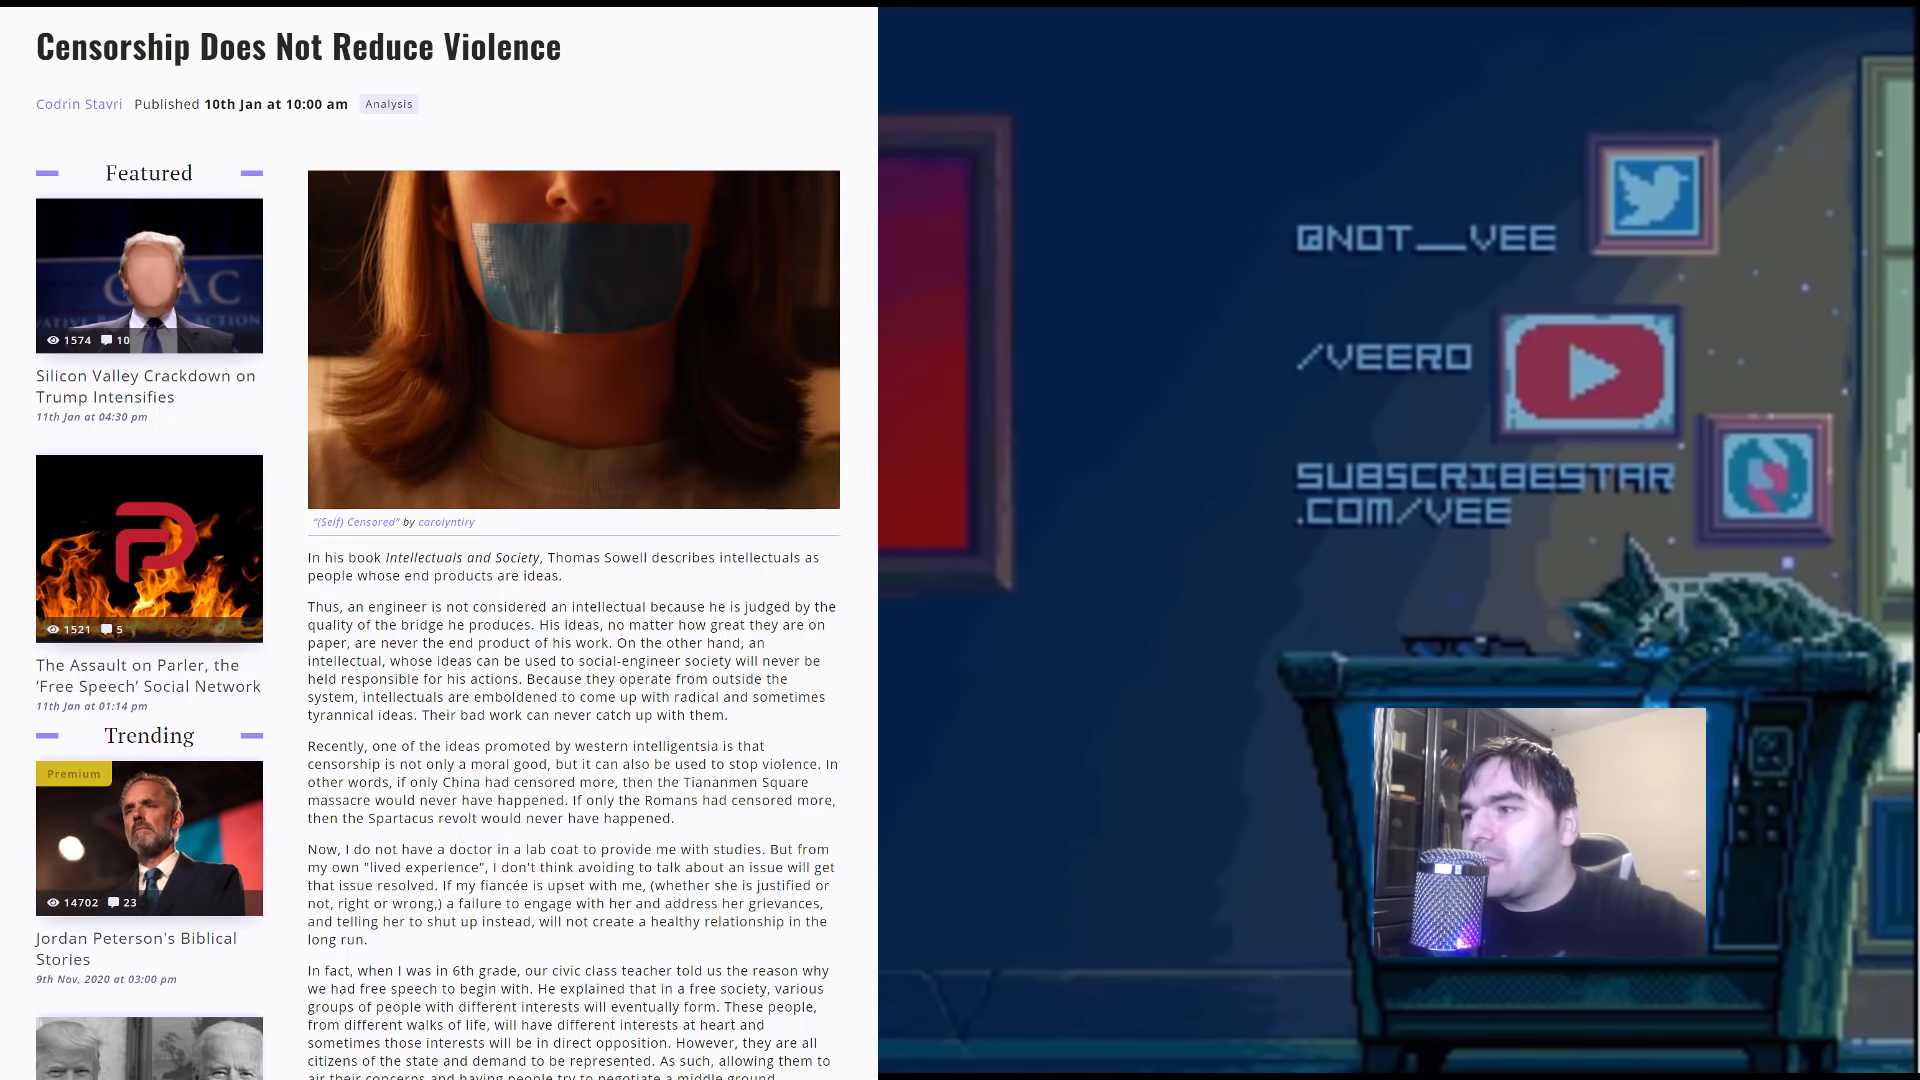 Censorship Does Not Reduce Violence
Codrin Stavri Published 10th Jan at 10:00 am Analysis
Featured
CPAC
1574 10
Silicon Valley Crackdown on
Trump Intensifies
11th Jan at 04:30 pm
1521 5
The Assault on Parler, the
‘Free Speech’ Social Network
11th Jan at 01:14 pm
Trending
Premium
14702 23
Jordan Peterson's Biblical
Stories
9th Nov, 2020 at 03:00 pm
"(Self) Censored" by carolyntiry
In his book Intellectuals and Society, Thomas Sowell describes intellectuals as
people whose end products are ideas.
Thus, an engineer is not considered an intellectual because he is judged by the
quality of the bridge he produces. His ideas, no matter how great they are on
paper, are never the end product of his work. On the other hand, an
intellectual, whose ideas can be used to social-engineer society will never be
held responsible for his actions. Because they operate from outside the
system, intellectuals are emboldened to come up with radical and sometimes
tyrannical ideas. Their bad work can never catch up with them.
Recently, one of the ideas promoted by western intelligentsia is that
censorship is not only a moral good, but it can also be used to stop violence. In
other words, if only China had censored more, then the Tiananmen Square
massacre would never have happened. If only the Romans had censored more,
then the Spartacus revolt would never have happened.
Now, I do not have a doctor in a lab coat to provide me with studies. But from
my own "lived experience", I don't think avoiding to talk about an issue will get
that issue resolved. If my fiancée is upset with me, (whether she is justified or
not, right or wrong,) a failure to engage with her and address her grievances,
and telling her to shut up instead, will not create a healthy relationship in the
long run.
In fact, when I was in 6th grade, our civic class teacher told us the reason why
we had free speech to begin with. He explained that in a free society, various
groups of people with different interests will eventually form. These people,
from different walks of life, will have different interests at heart and
sometimes those interests will be in direct opposition. However, they are all
citizens of the state and demand to be represented. As such, allowing them to
air their concerns and having people try to negotiate a middle ground
@NOT__VEE
/VEERO
SUBSCRIBESTAR
.COM/VEE